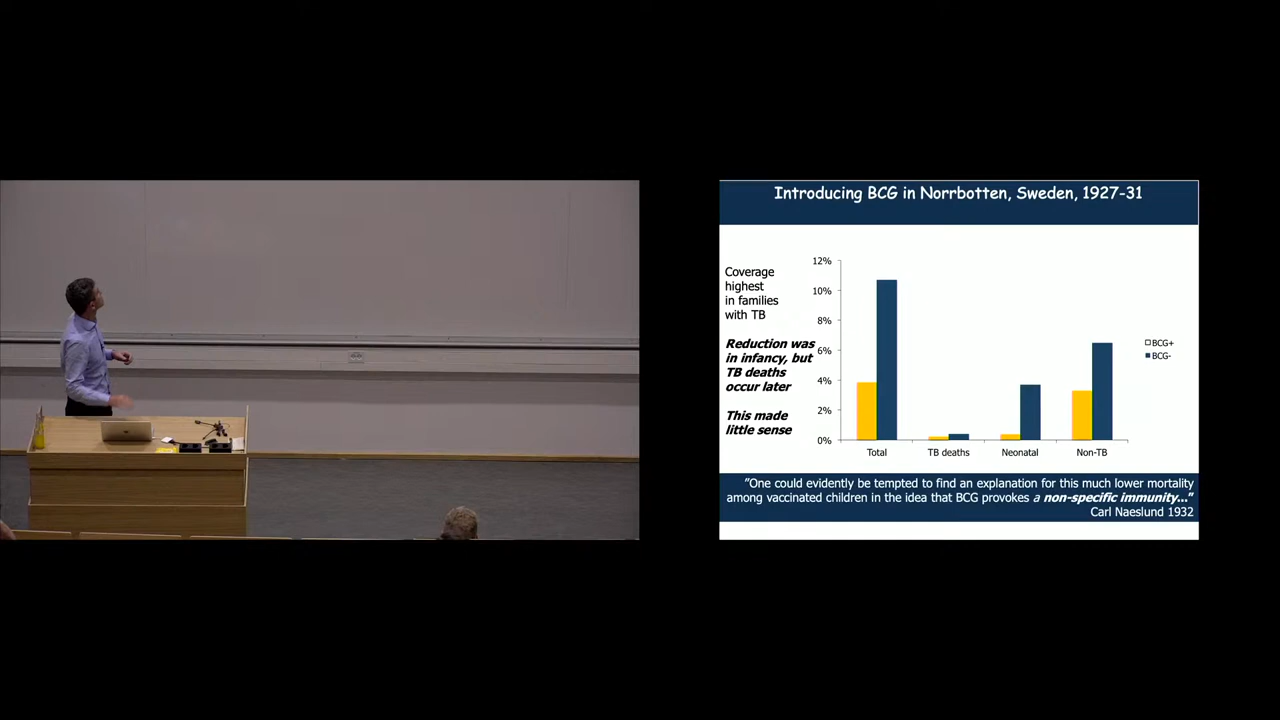 Introducing BCG in Norrbotten, Sweden, 1927-31
Coverage
highest
in families
with TB
Reduction was
in infancy, but
TB deaths
occur later
This made
little sense
12%
10%
8%
6%
4%
2%
0%
Total
TB deaths
Neonatal
Non-TB
BCG+
BCG-
"One could evidently be tempted to find an explanation for this much lower mortality
among vaccinated children in the idea that BCG provokes a non-specific immunity..."
Carl Naeslund 1932